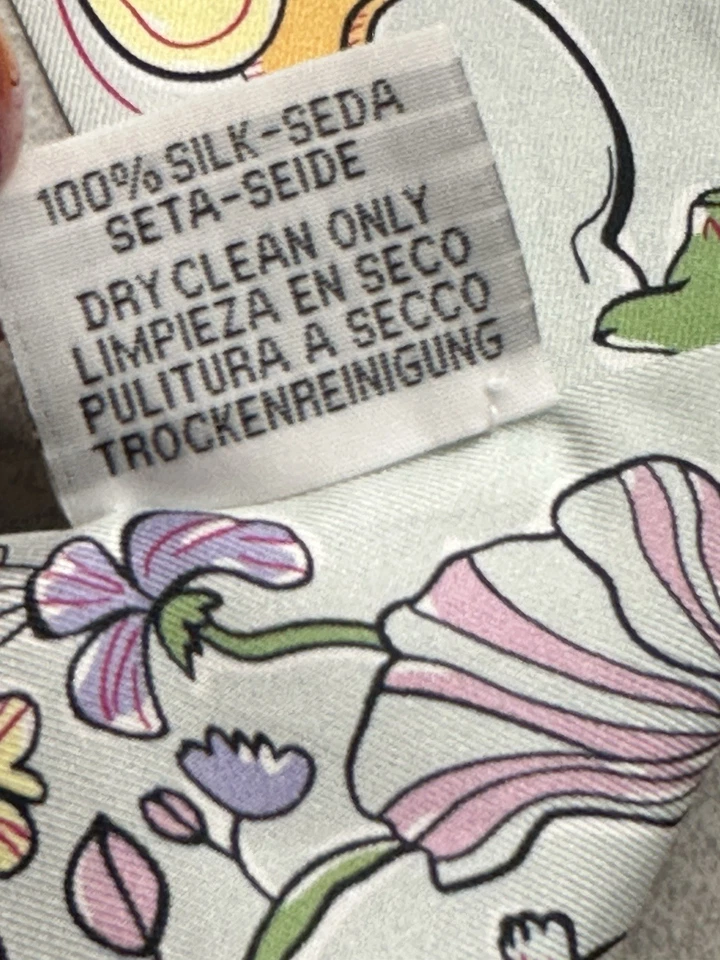 100% SILK-SEDA
SETA-SEIDE
DRY CLEAN ONLY
LIMPIEZA EN SECO
PULITURA A SECCO
TROCKENREINIGUNG